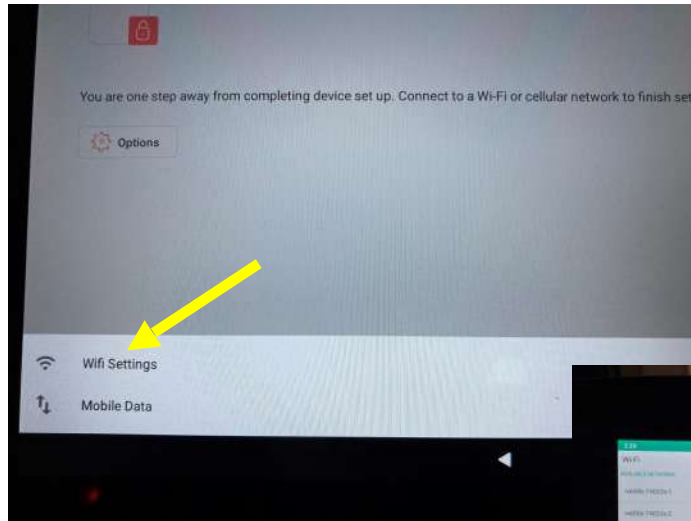 You are one step away from completing device set up. Connect to a Wi-Fi or cellular network to finish set
Options
Wifi Settings
Mobile Data